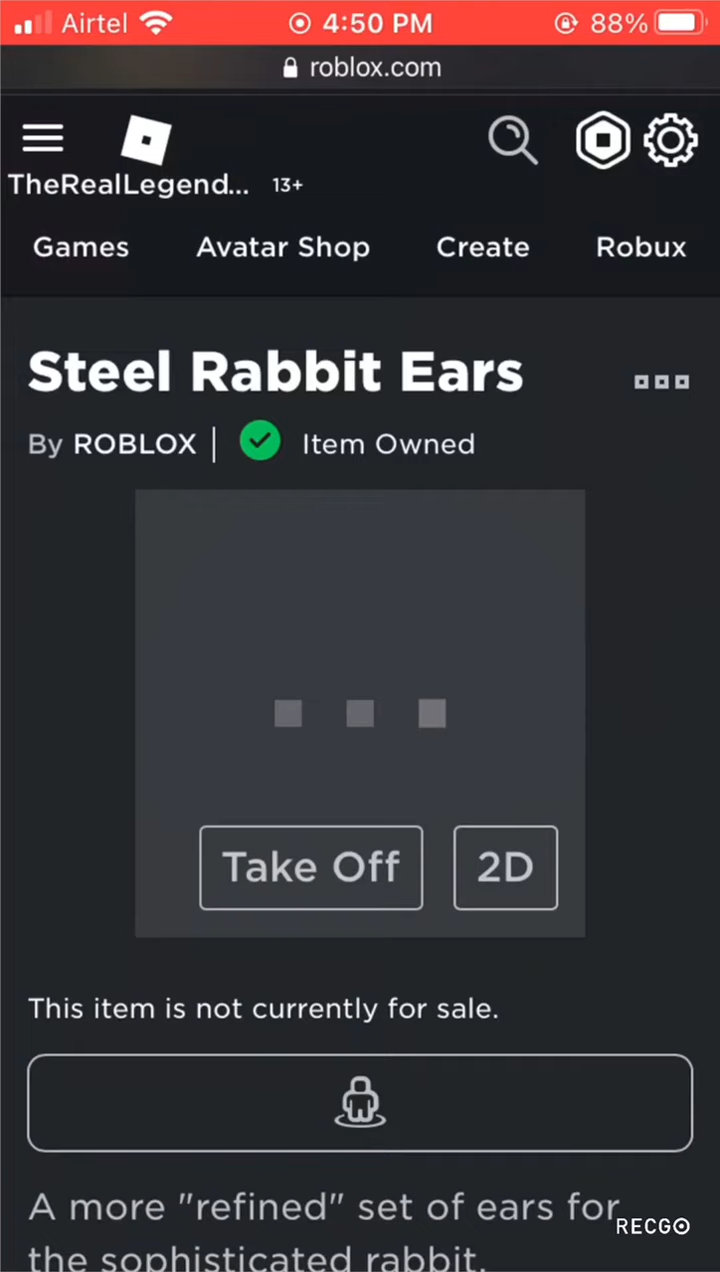 Airtel 4:50 PM 88%
roblox.com
TheRealLegend... 13+
Games Avatar Shop Create Robux
Steel Rabbit Ears
By ROBLOX | Item Owned
Take Off 2D
This item is not currently for sale.
A more "refined" set of ears for
the sophisticated rabbit.
RECGO